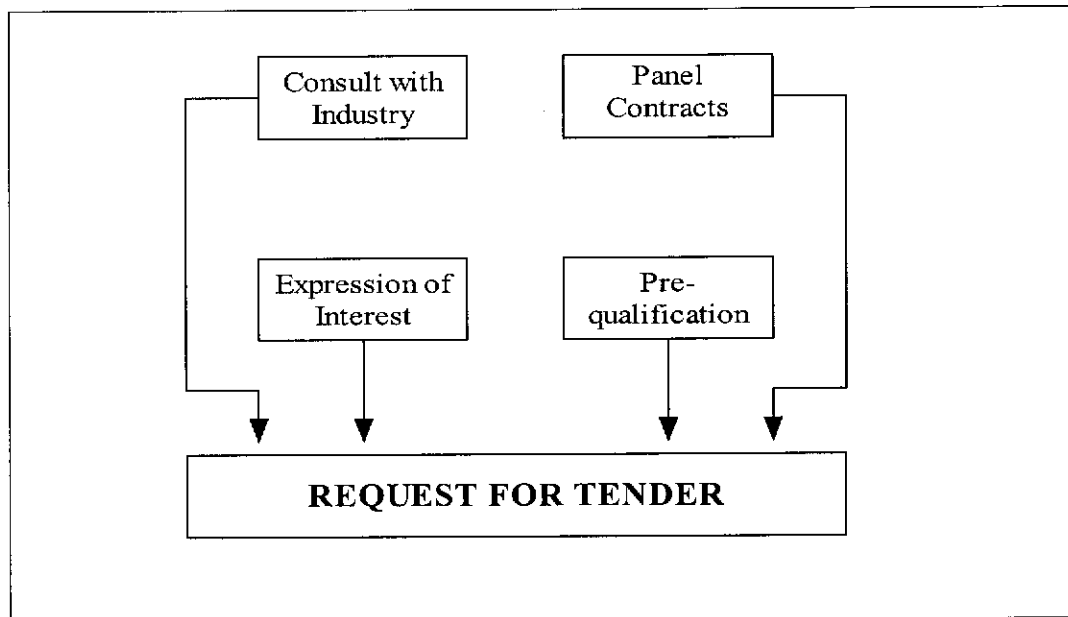 Consult with
Industry
Panel
Contracts
Expression of
Interest
Pre-
qualification
REQUEST FOR TENDER